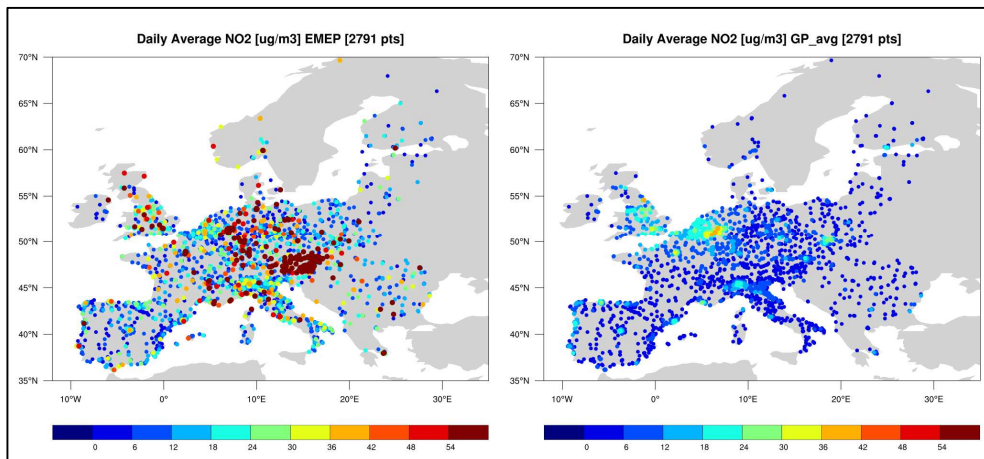 Daily Average NO2 [ug/m3] EMEP [2791 pts]
70°N
65°N
60°N
55°N
50°N
45°N
40°N
35°N
10°W 0° 10°E 20°E 30°E
0 6 12 18 24 30 36 42 48 54
Daily Average NO2 [ug/m3] GP_avg [2791 pts]
70°N
65°N
60°N
55°N
50°N
45°N
40°N
35°N
10°W 0° 10°E 20°E 30°E
0 6 12 18 24 30 36 42 48 54